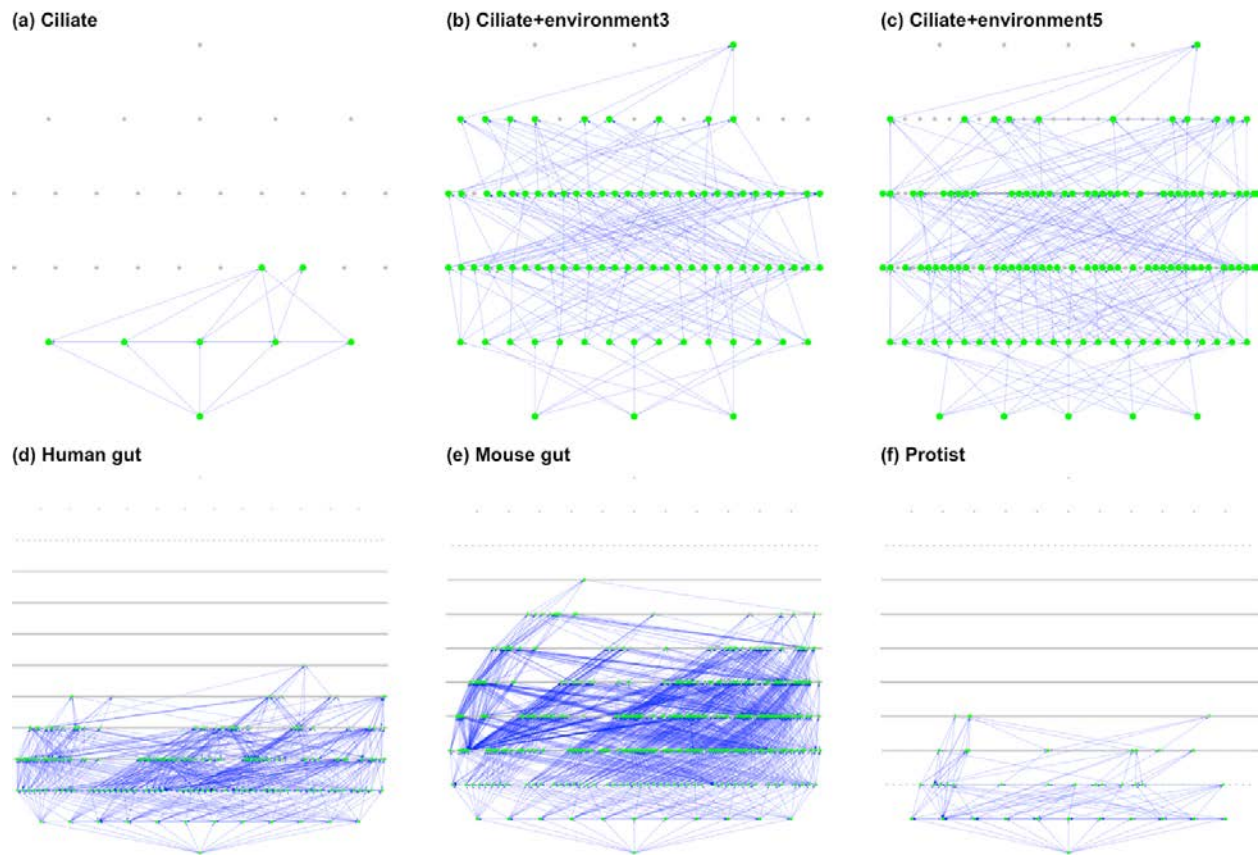 (a) Ciliate
(b) Ciliate+environment3
(c) Ciliate+environment5
(d) Human gut
(e) Mouse gut
(f) Protist